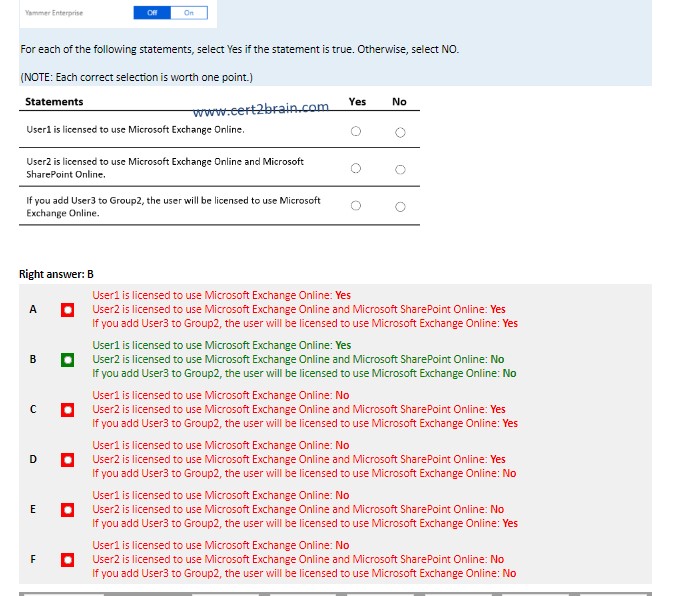 Yammer Enterprise Off On
For each of the following statements, select Yes if the statement is true. Otherwise, select NO.
(NOTE: Each correct selection is worth one point.)
Statements www.cert2brain.com Yes No
User1 is licensed to use Microsoft Exchange Online.
User2 is licensed to use Microsoft Exchange Online and Microsoft
SharePoint Online.
If you add User3 to Group2, the user will be licensed to use Microsoft
Exchange Online.
Right answer: B
User1 is licensed to use Microsoft Exchange Online: Yes
A User2 is licensed to use Microsoft Exchange Online and Microsoft SharePoint Online: Yes
If you add User3 to Group2, the user will be licensed to use Microsoft Exchange Online: Yes
User1 is licensed to use Microsoft Exchange Online: Yes
B User2 is licensed to use Microsoft Exchange Online and Microsoft SharePoint Online: No
If you add User3 to Group2, the user will be licensed to use Microsoft Exchange Online: No
User1 is licensed to use Microsoft Exchange Online: No
C User2 is licensed to use Microsoft Exchange Online and Microsoft SharePoint Online: Yes
If you add User3 to Group2, the user will be licensed to use Microsoft Exchange Online: Yes
User1 is licensed to use Microsoft Exchange Online: No
D User2 is licensed to use Microsoft Exchange Online and Microsoft SharePoint Online: Yes
If you add User3 to Group2, the user will be licensed to use Microsoft Exchange Online: No
User1 is licensed to use Microsoft Exchange Online: No
E User2 is licensed to use Microsoft Exchange Online and Microsoft SharePoint Online: No
If you add User3 to Group2, the user will be licensed to use Microsoft Exchange Online: Yes
User1 is licensed to use Microsoft Exchange Online: No
F User2 is licensed to use Microsoft Exchange Online and Microsoft SharePoint Online: No
If you add User3 to Group2, the user will be licensed to use Microsoft Exchange Online: No